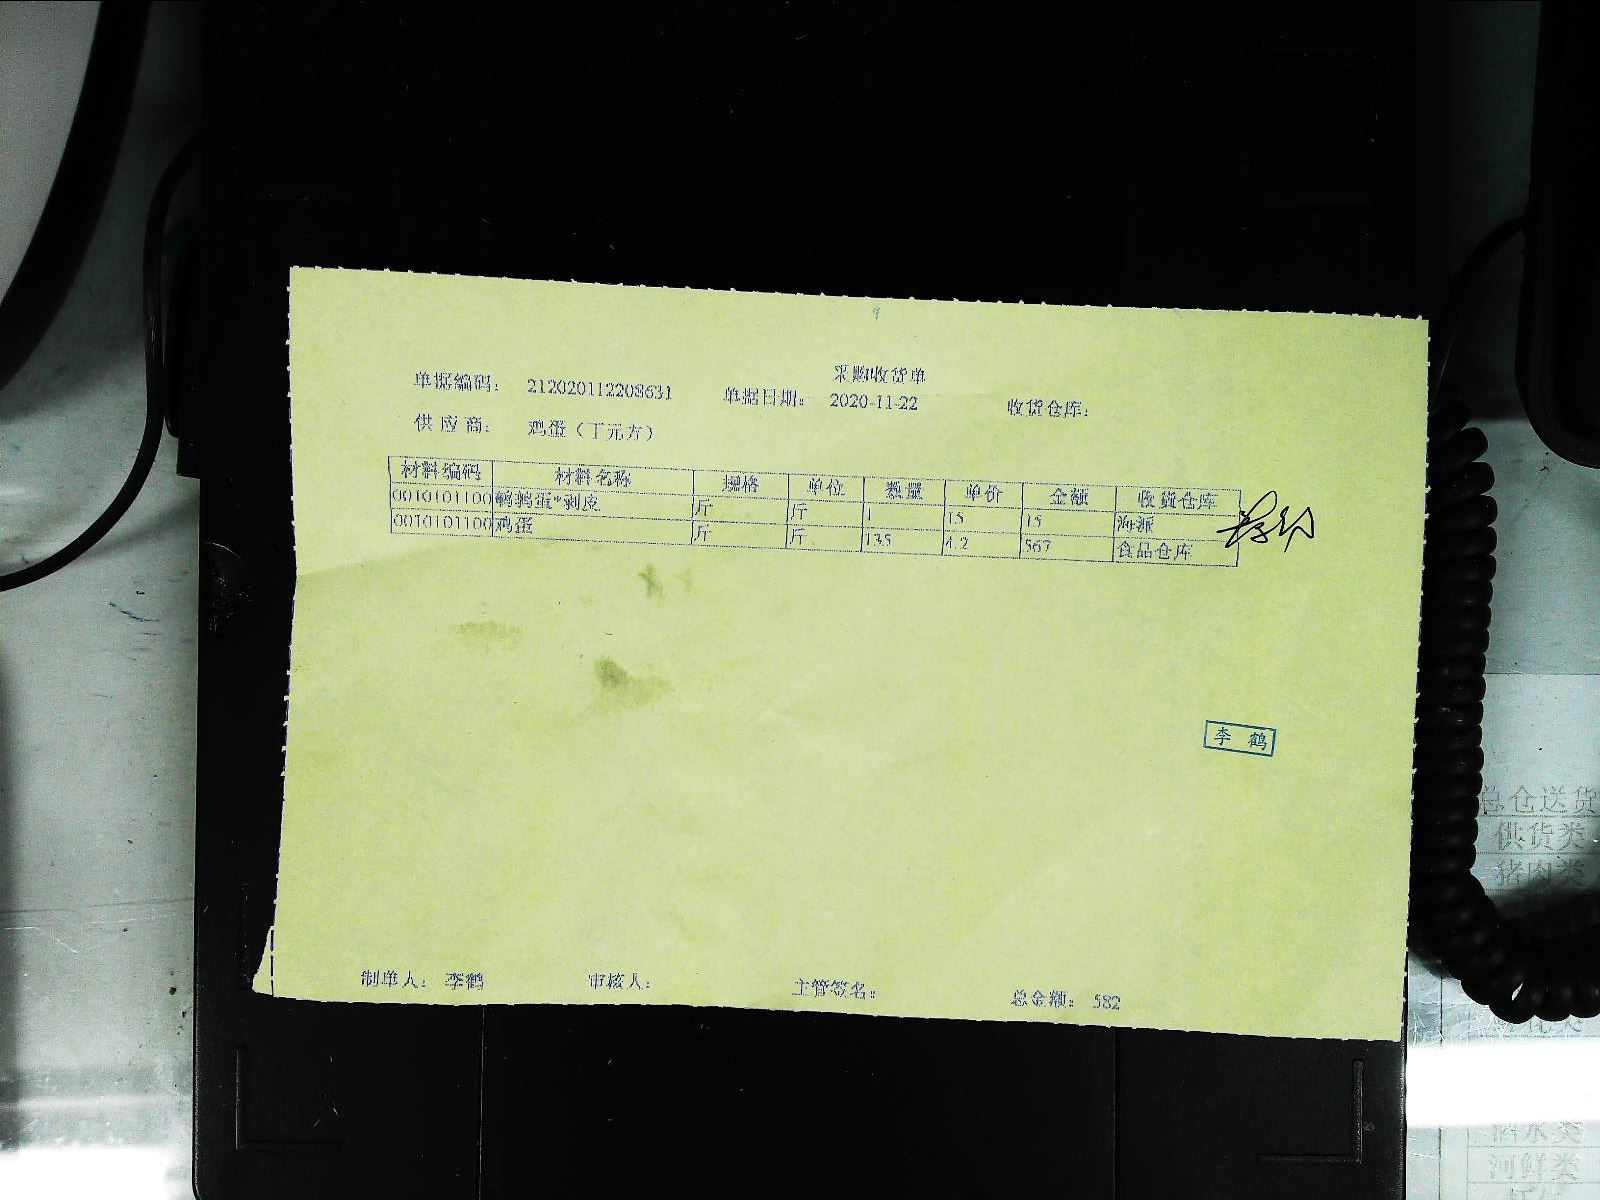 采购收货单
单据编码： 212020112208631 单据日期： 2020-11-22 收货仓库：
供应商： 鸡蛋（丁元方）
材料编码 材料名称 规格 单位 数量 单价 金额 收货仓库
0010101100 鹌鹑蛋*剥皮 斤 斤 1 15 15 海派
0010101100 鸡蛋 斤 斤 135 4.2 567 食品仓库
李鹤
制单人： 李鹤 审核人： 主管签名： 总金额： 582
总仓送货
供货类
猪肉类
酒水类
河鲜类